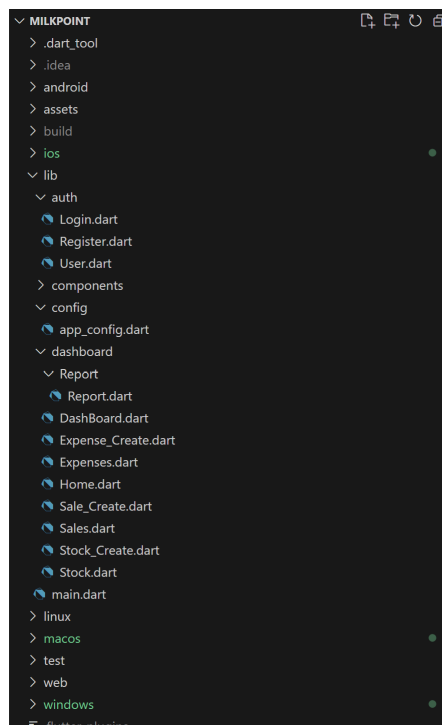 MILKPOINT
.dart_tool
.idea
android
assets
build
ios
lib
auth
Login.dart
Register.dart
User.dart
components
config
app_config.dart
dashboard
Report
Report.dart
DashBoard.dart
Expense_Create.dart
Expenses.dart
Home.dart
Sale_Create.dart
Sales.dart
Stock_Create.dart
Stock.dart
main.dart
linux
macos
test
web
windows
.flutter-plugins